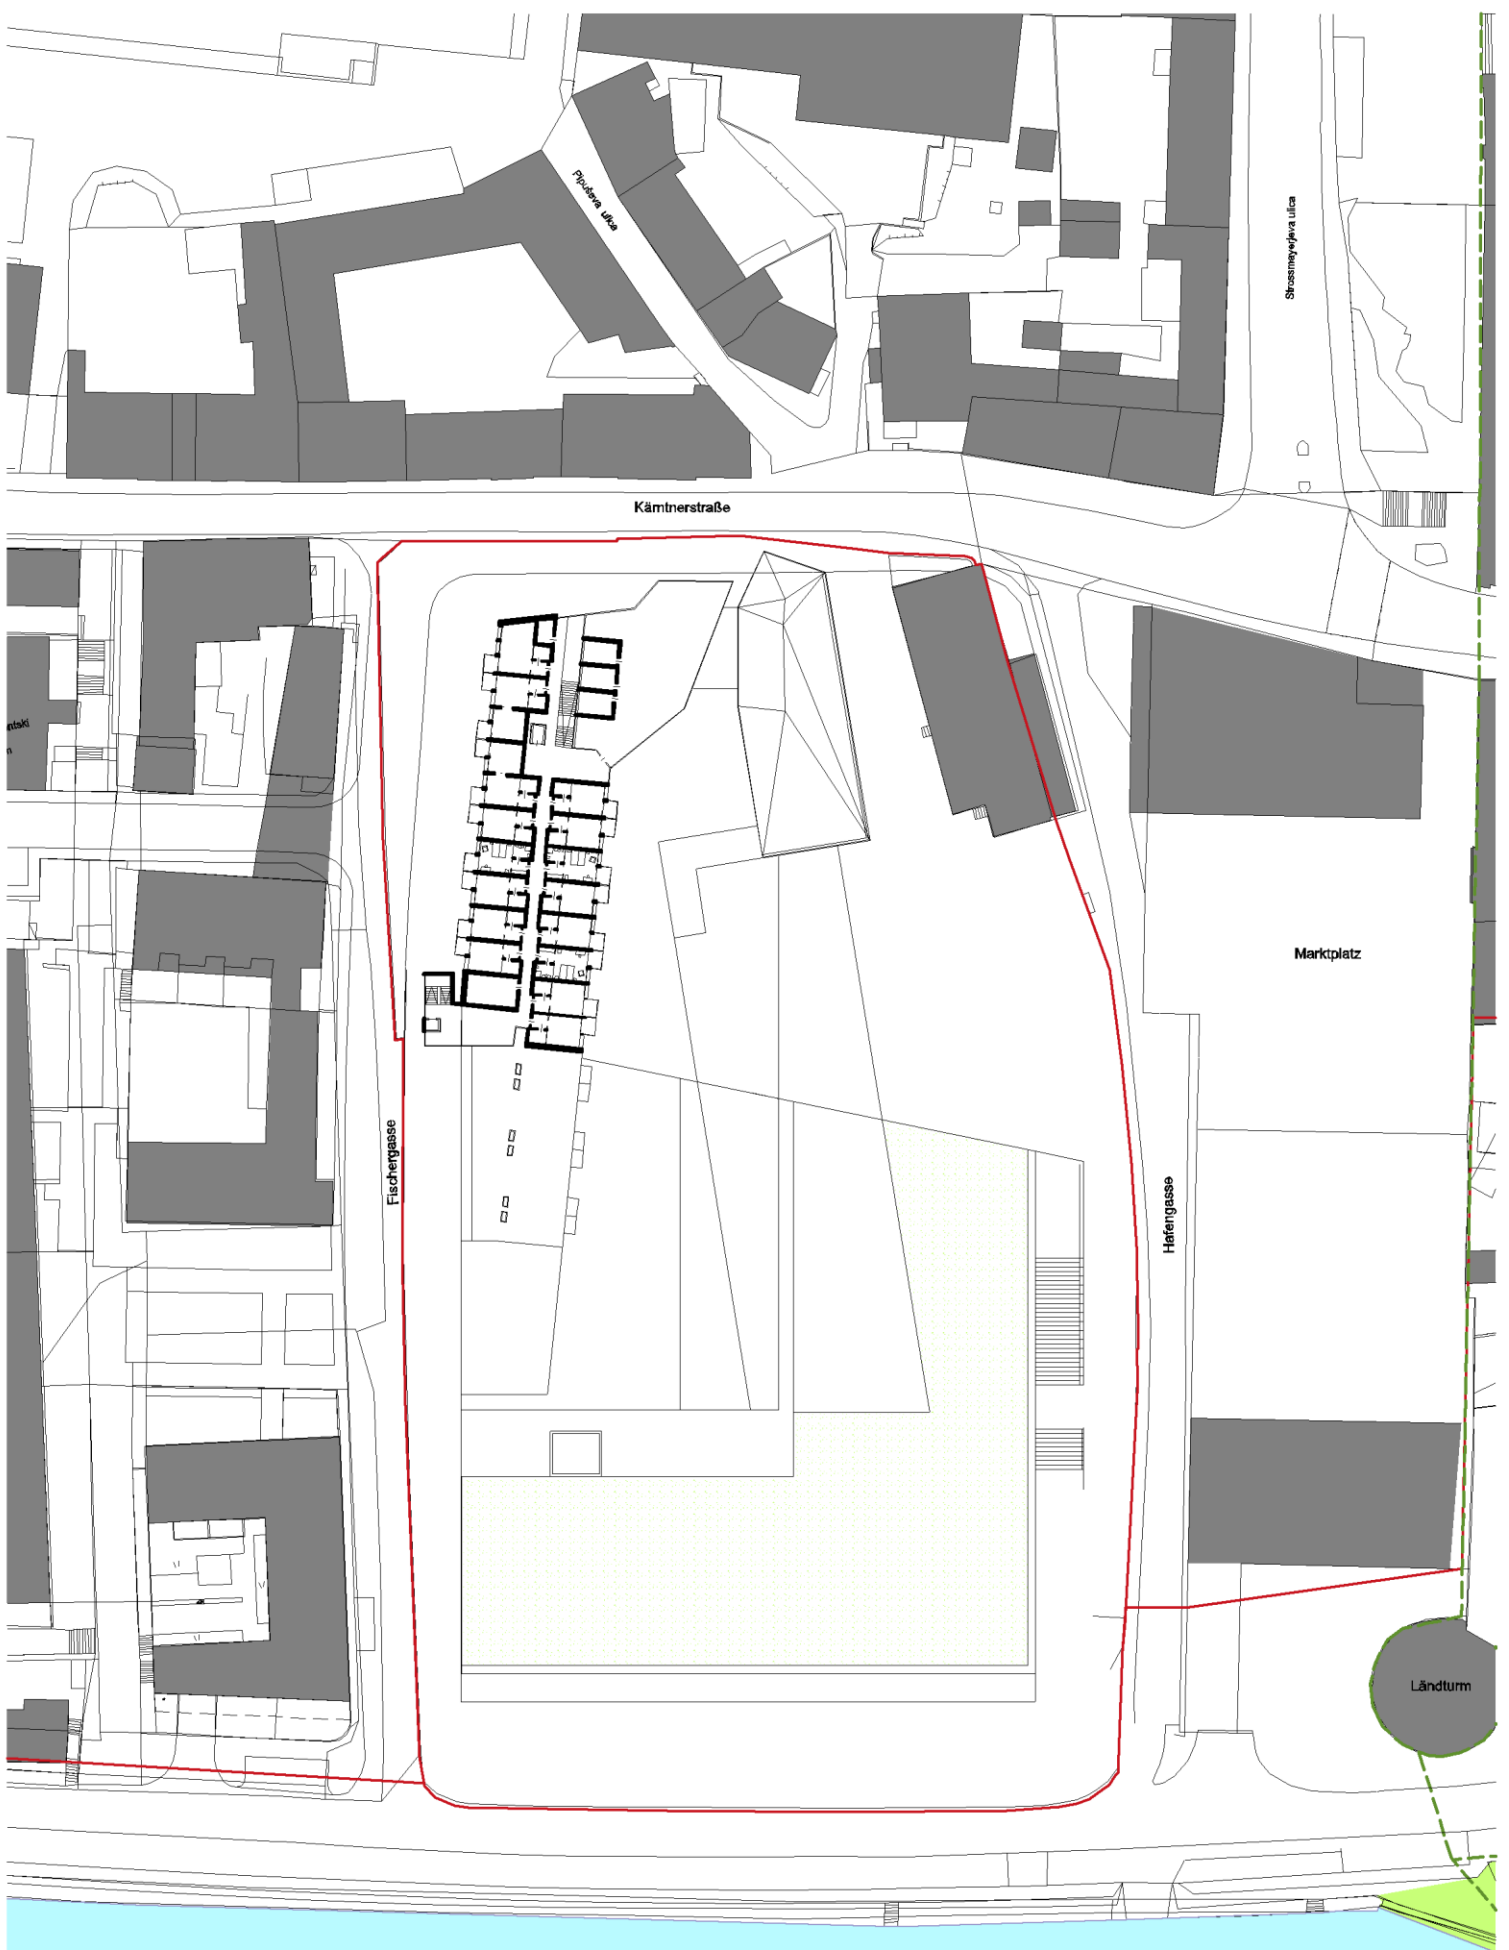 Pipuševa ulica
Strossmayerjeva ulica
Kärntnerstraße
Marktplatz
Fischergasse
Hafengasse
Ländturm